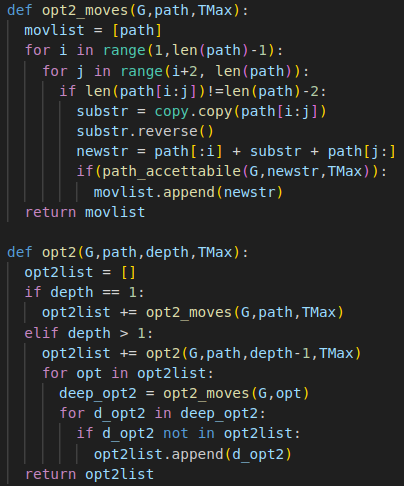 def opt2_moves(G,path,TMax):
  movlist = [path]
  for i in range(1,len(path)-1):
    for j in range(i+2, len(path)):
      if len(path[i:j])!=len(path)-2:
        substr = copy.copy(path[i:j])
        substr.reverse()
        newstr = path[:i] + substr + path[j:]
        if(path_accettabile(G,newstr,TMax)):
          movlist.append(newstr)
  return movlist

def opt2(G,path,depth,TMax):
  opt2list = []
  if depth == 1:
    opt2list += opt2_moves(G,path,TMax)
  elif depth > 1:
    opt2list += opt2(G,path,depth-1,TMax)
    for opt in opt2list:
      deep_opt2 = opt2_moves(G,opt)
      for d_opt2 in deep_opt2:
        if d_opt2 not in opt2list:
          opt2list.append(d_opt2)
  return opt2list